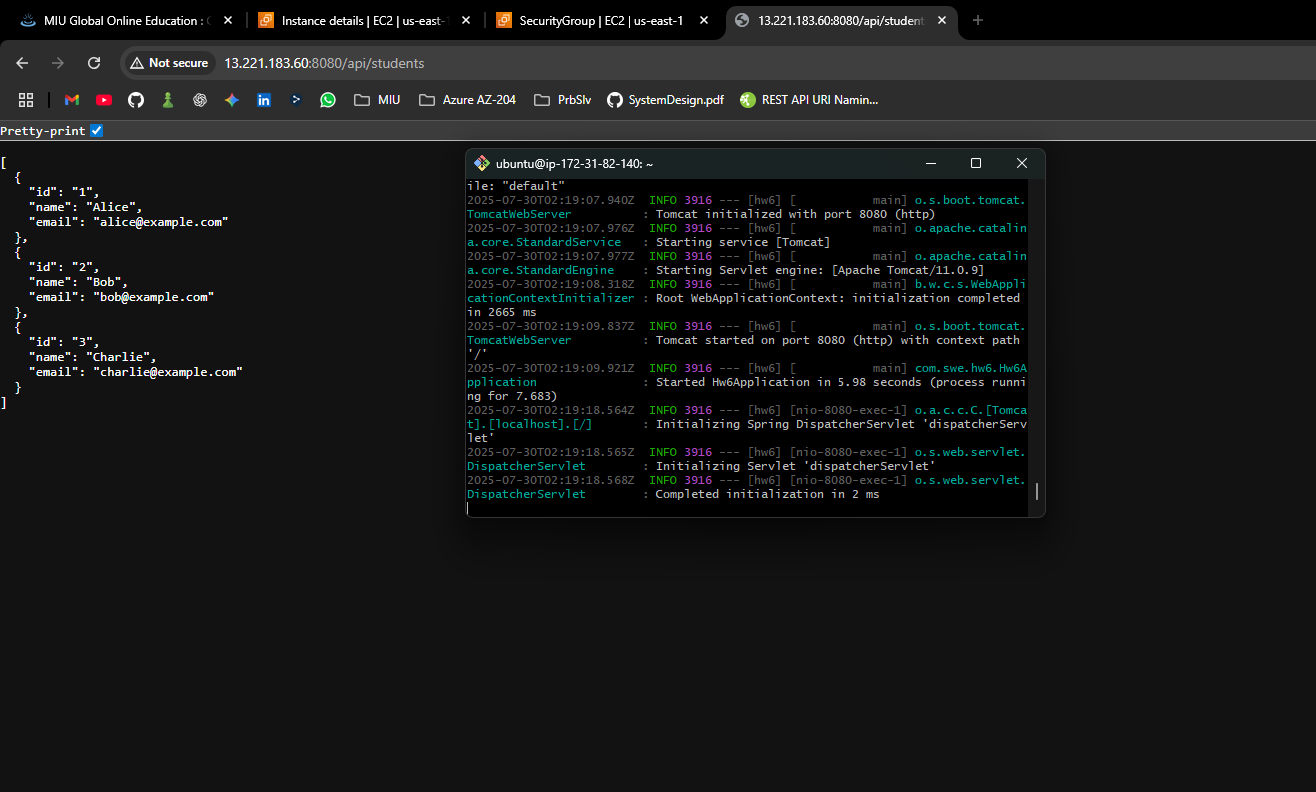 MIU Global Online Education : C
Instance details | EC2 | us-east-1
SecurityGroup | EC2 | us-east-1
13.221.183.60:8080/api/student
Not secure
13.221.183.60:8080/api/students
MIU
Azure AZ-204
PrbSlv
SystemDesign.pdf
REST API URI Namin...
Pretty-print
[
{
"id": "1",
"name": "Alice",
"email": "alice@example.com"
},
{
"id": "2",
"name": "Bob",
"email": "bob@example.com"
},
{
"id": "3",
"name": "Charlie",
"email": "charlie@example.com"
}
]
ubuntu@ip-172-31-82-140: ~
ile: "default"
2025-07-30T02:19:07.940Z  INFO 3916 --- [hw6] [           main] o.s.boot.tomcat.
TomcatWebServer          : Tomcat initialized with port 8080 (http)
2025-07-30T02:19:07.976Z  INFO 3916 --- [hw6] [           main] o.apache.catalin
a.core.StandardService   : Starting service [Tomcat]
2025-07-30T02:19:07.977Z  INFO 3916 --- [hw6] [           main] o.apache.catalin
a.core.StandardEngine    : Starting Servlet engine: [Apache Tomcat/11.0.9]
2025-07-30T02:19:08.318Z  INFO 3916 --- [hw6] [           main] b.w.c.s.WebAppli
cationContextInitializer : Root WebApplicationContext: initialization completed
in 2665 ms
2025-07-30T02:19:09.837Z  INFO 3916 --- [hw6] [           main] o.s.boot.tomcat.
TomcatWebServer          : Tomcat started on port 8080 (http) with context path
'/'
2025-07-30T02:19:09.921Z  INFO 3916 --- [hw6] [           main] com.swe.hw6.Hw6A
pplication               : Started Hw6Application in 5.98 seconds (process runni
ng for 7.683)
2025-07-30T02:19:18.564Z  INFO 3916 --- [hw6] [nio-8080-exec-1] o.a.c.c.C.[Tomca
t].[localhost].[/]       : Initializing Spring DispatcherServlet 'dispatcherServ
let'
2025-07-30T02:19:18.565Z  INFO 3916 --- [hw6] [nio-8080-exec-1] o.s.web.servlet.
DispatcherServlet        : Initializing Servlet 'dispatcherServlet'
2025-07-30T02:19:18.568Z  INFO 3916 --- [hw6] [nio-8080-exec-1] o.s.web.servlet.
DispatcherServlet        : Completed initialization in 2 ms